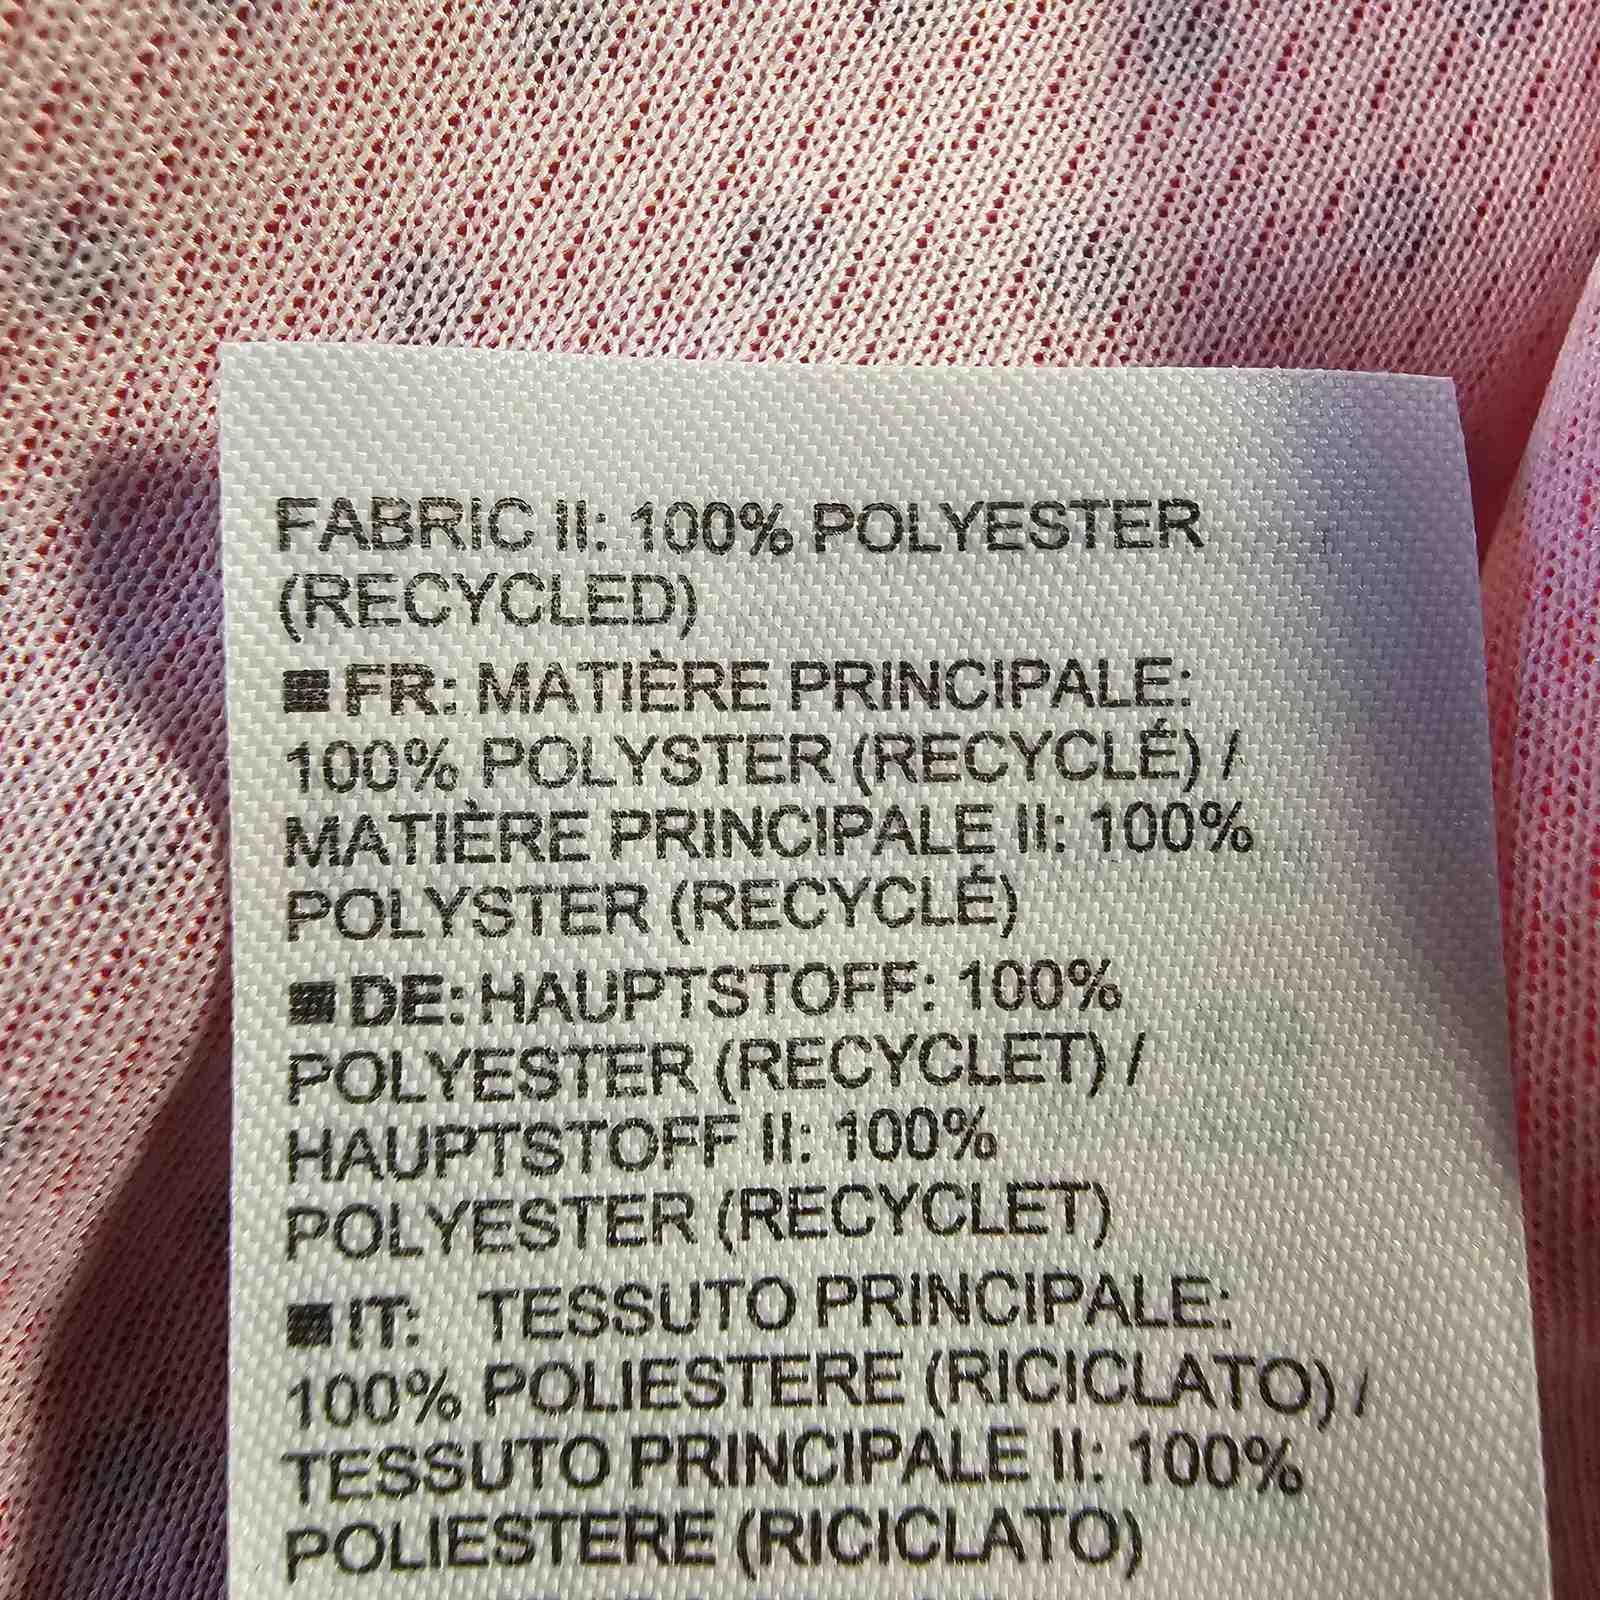 FABRIC II: 100% POLYESTER
(RECYCLED)
■ FR: MATIÈRE PRINCIPALE:
100% POLYSTER (RECYCLÉ) /
MATIÈRE PRINCIPALE II: 100%
POLYSTER (RECYCLÉ)
■ DE: HAUPTSTOFF: 100%
POLYESTER (RECYCLET) /
HAUPTSTOFF II: 100%
POLYESTER (RECYCLET)
■ IT: TESSUTO PRINCIPALE:
100% POLIESTERE (RICICLATO) /
TESSUTO PRINCIPALE II: 100%
POLIESTERE (RICICLATO)